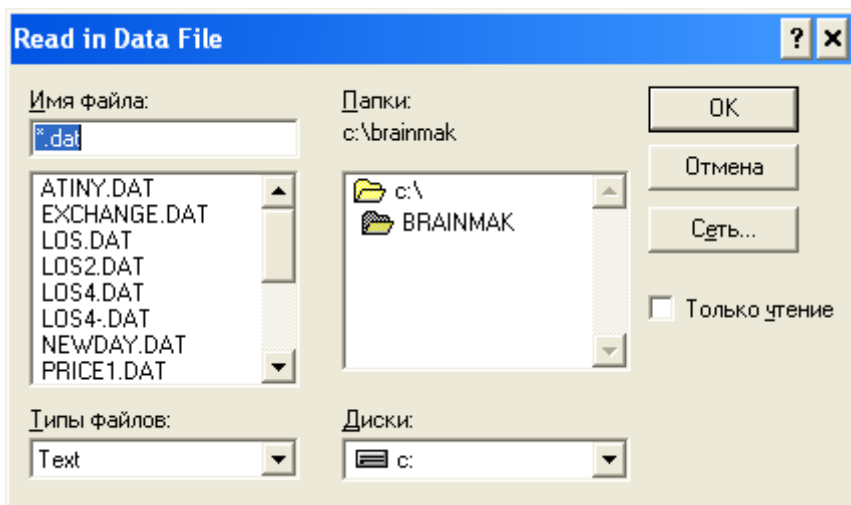 Read in Data File
Имя файла:
*.dat
ATINY.DAT
EXCHANGE.DAT
LOS.DAT
LOS2.DAT
LOS4.DAT
LOS4-.DAT
NEWDAY.DAT
PRICE1.DAT
Типы файлов:
Text
Папки:
c:\brainmak
c:\
BRAINMAK
Диски:
c:
OK
Отмена
Сеть...
Только чтение